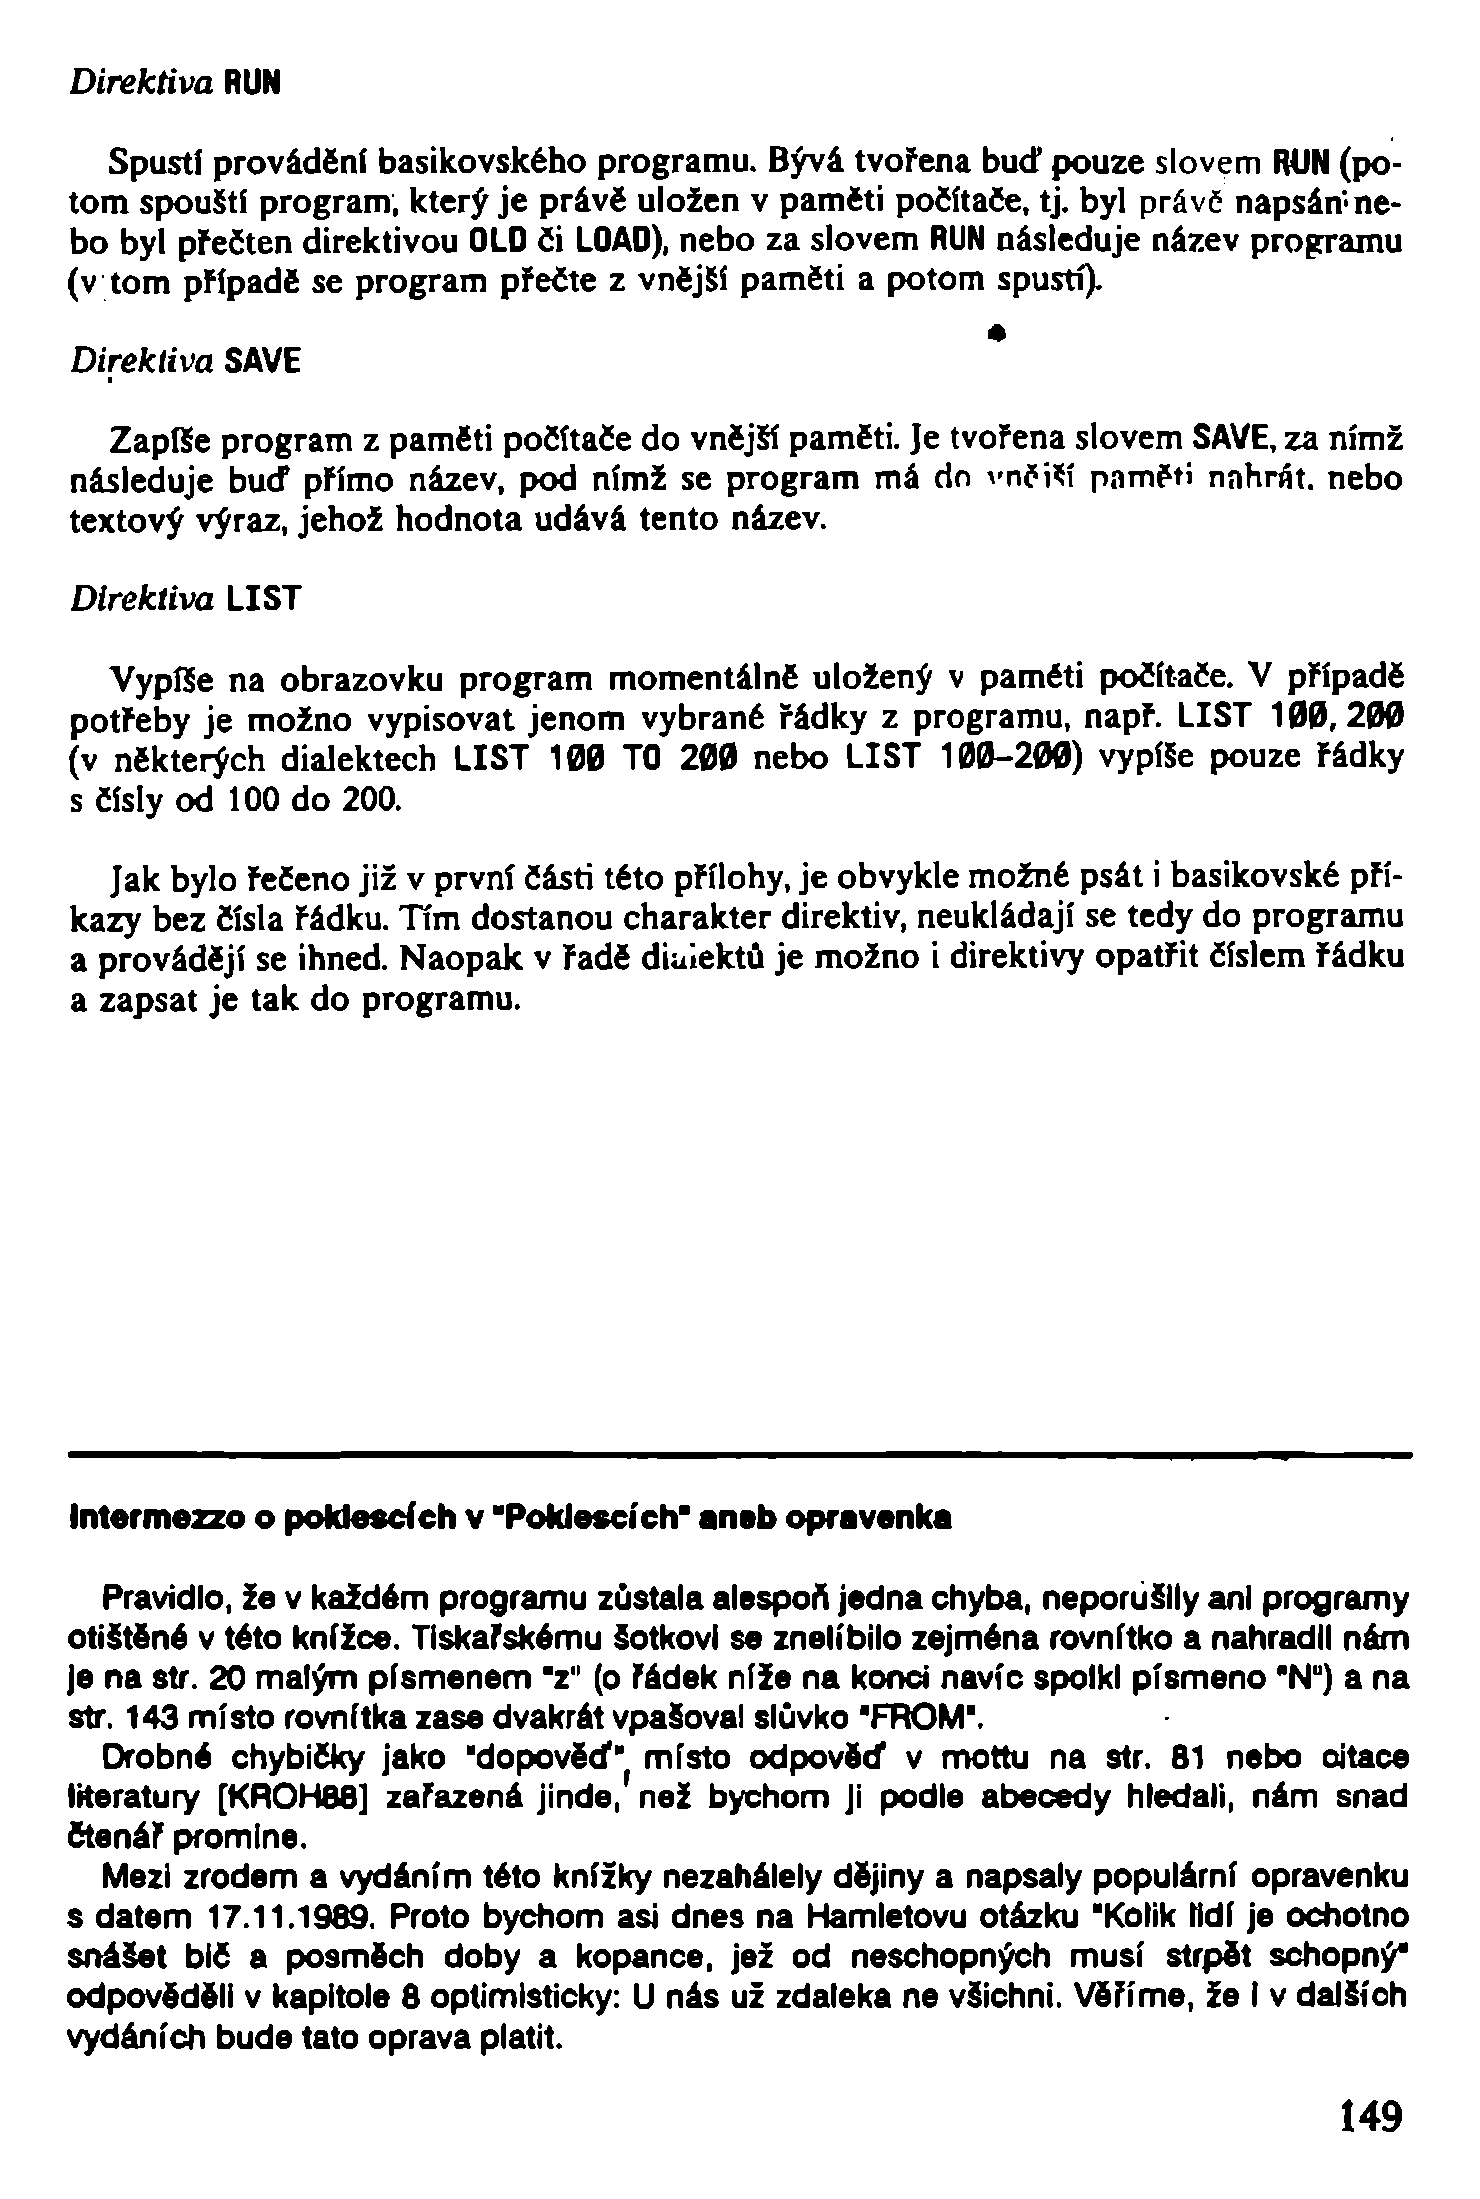 Direktiva RUN
Spustí provádění basikovského programu. Bývá tvořena buď pouze slovem RUN (po-
tom spouští program, který je právě uložen v paměti počítače, tj. byl právě napsán ne-
bo byl přečten direktivou OLD či LOAD), nebo za slovem RUN následuje název programu
(v tom případě se program přečte z vnější paměti a potom spustí).
Direktiva SAVE
Zapíše program z paměti počítače do vnější paměti. Je tvořena slovem SAVE, za nímž
následuje buď přímo název, pod nímž se program má do vnější paměti nahrát, nebo
textový výraz, jehož hodnota udává tento název.
Direktiva LIST
Vypíše na obrazovku program momentálně uložený v paměti počítače. V případě
potřeby je možno vypisovat jenom vybrané řádky z programu, např. LIST 100,200
(v některých dialektech LIST 100 TO 200 nebo LIST 100-200) vypíše pouze řádky
s čísly od 100 do 200.
Jak bylo řečeno již v první části této přílohy, je obvykle možné psát i basikovské pří-
kazy bez čísla řádku. Tím dostanou charakter direktiv, neukládají se tedy do programu
a provádějí se ihned. Naopak v řadě dialektů je možno i direktivy opatřit číslem řádku
a zapsat je tak do programu.
Intermezzo o poklescích v "Poklescích" aneb opravenka
Pravidlo, že v každém programu zůstala alespoň jedna chyba, neporušily ani programy
otištěné v této knížce. Tiskařskému šotkovi se znelíbilo zejména rovnítko a nahradil nám
je na str. 20 malým písmenem "z" (o řádek níže na konci navíc spolkl písmeno "N") a na
str. 143 místo rovnítka zase dvakrát vpašoval slůvko "FROM".
Drobné chybičky jako "dopověď", místo odpověď v mottu na str. 81 nebo citace
literatury [KROH88] zařazená jinde, než bychom ji podle abecedy hledali, nám snad
čtenář promine.
Mezi zrodem a vydáním této knížky nezahálely dějiny a napsaly populární opravenku
s datem 17.11.1989. Proto bychom asi dnes na Hamletovu otázku "Kolik lidí je ochotno
snášet bič a posměch doby a kopance, jež od neschopných musí strpět schopný"
odpověděli v kapitole 8 optimisticky: U nás už zdaleka ne všichni. Věříme, že i v dalších
vydáních bude tato oprava platit.
149